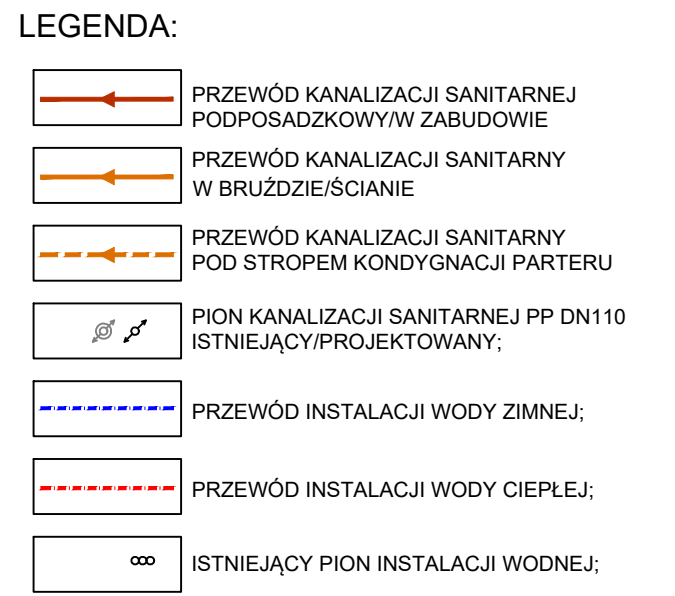 LEGENDA:
PRZEWÓD KANALIZACJI SANITARNEJ
PODPOSADZKOWY/W ZABUDOWIE
PRZEWÓD KANALIZACJI SANITARNY
W BRUŹDZIE/ŚCIANIE
PRZEWÓD KANALIZACJI SANITARNY
POD STROPEM KONDYGNACJI PARTERU
PION KANALIZACJI SANITARNEJ PP DN110
ISTNIEJĄCY/PROJEKTOWANY;
PRZEWÓD INSTALACJI WODY ZIMNEJ;
PRZEWÓD INSTALACJI WODY CIEPŁEJ;
ISTNIEJĄCY PION INSTALACJI WODNEJ;